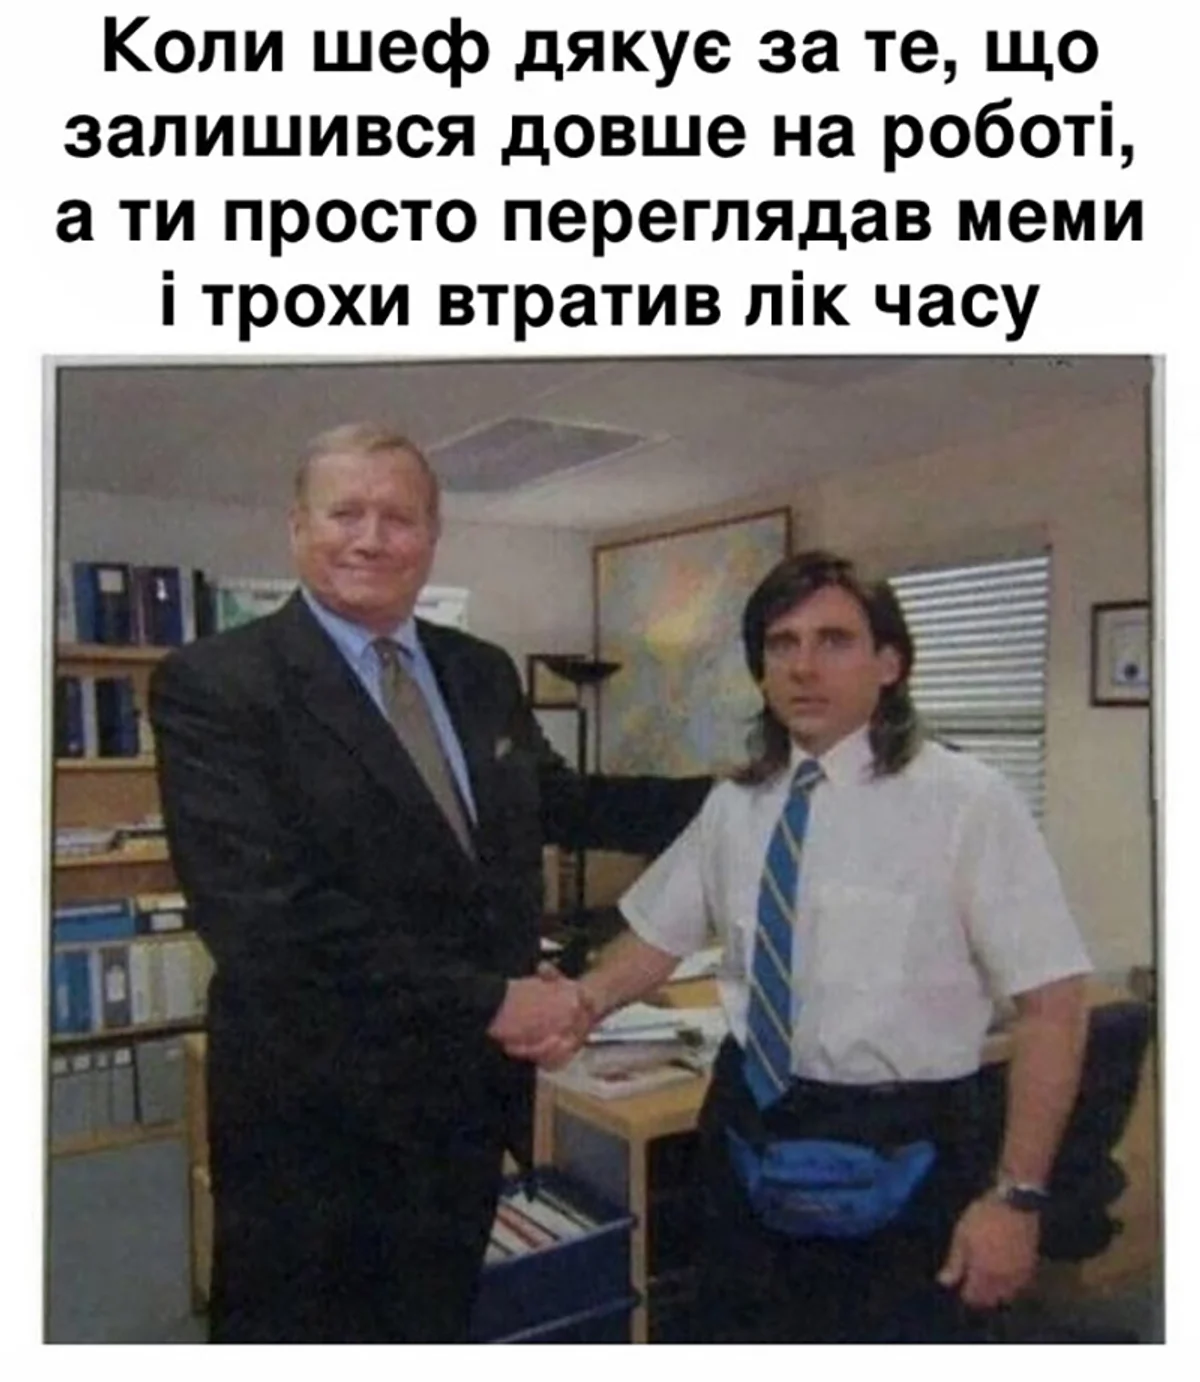 Коли шеф дякує за те, що
залишився довше на роботі,
а ти просто переглядав меми
і трохи втратив лік часу